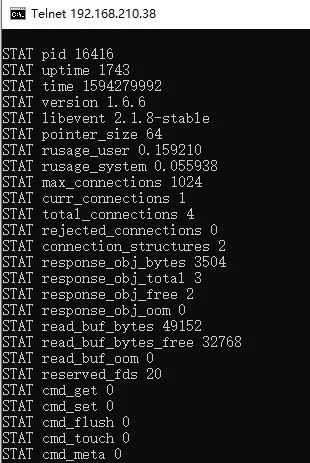 Telnet 192.168.210.38
STAT pid 16416
STAT uptime 1743
STAT time 1594279992
STAT version 1.6.6
STAT libevent 2.1.8-stable
STAT pointer_size 64
STAT rusage_user 0.159210
STAT rusage_system 0.055938
STAT max_connections 1024
STAT curr_connections 1
STAT total_connections 4
STAT rejected_connections 0
STAT connection_structures 2
STAT response_obj_bytes 3504
STAT response_obj_total 3
STAT response_obj_free 2
STAT response_obj_oom 0
STAT read_buf_bytes 49152
STAT read_buf_bytes_free 32768
STAT read_buf_oom 0
STAT reserved_fds 20
STAT cmd_get 0
STAT cmd_set 0
STAT cmd_flush 0
STAT cmd_touch 0
STAT cmd_meta 0